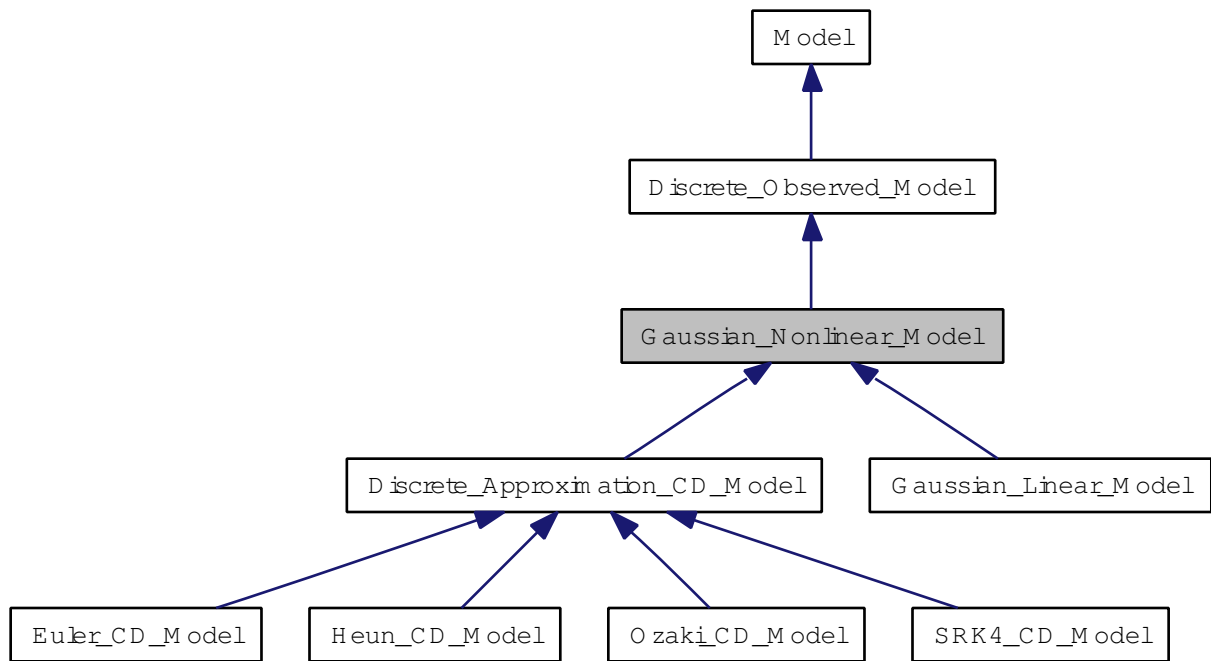 Model
Discrete_Observed_Model
Gaussian_Nonlinear_Model
Discrete_Approximation_CD_Model
Gaussian_Linear_Model
Euler_CD_Model
Heun_CD_Model
Ozaki_CD_Model
SRK4_CD_Model